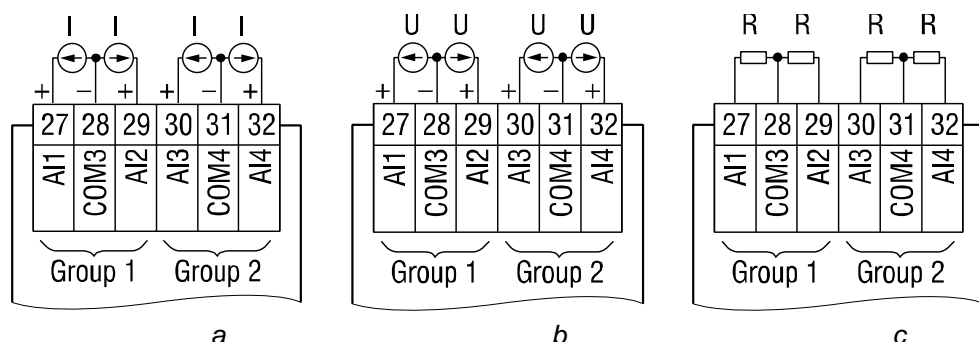 I I I I U U U U R R R R
+ − + + − + + − + + − +
27 28 29 30 31 32 27 28 29 30 31 32 27 28 29 30 31 32
AI1 COM3 AI2 AI3 COM4 AI4 AI1 COM3 AI2 AI3 COM4 AI4 AI1 COM3 AI2 AI3 COM4 AI4
Group 1 Group 2 Group 1 Group 2 Group 1 Group 2
a b c